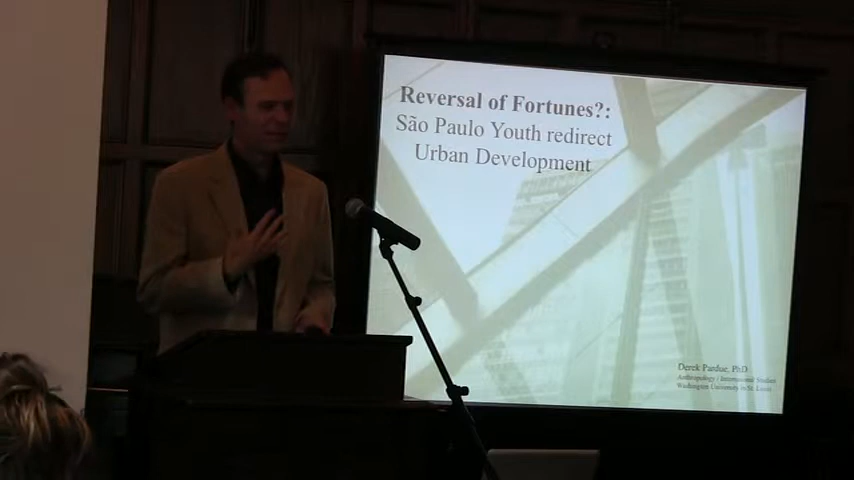 Reversal of Fortunes?:
São Paulo Youth redirect
Urban Development
Derek Pardue, PhD
Anthropology / International Studies
Washington University in St. Louis